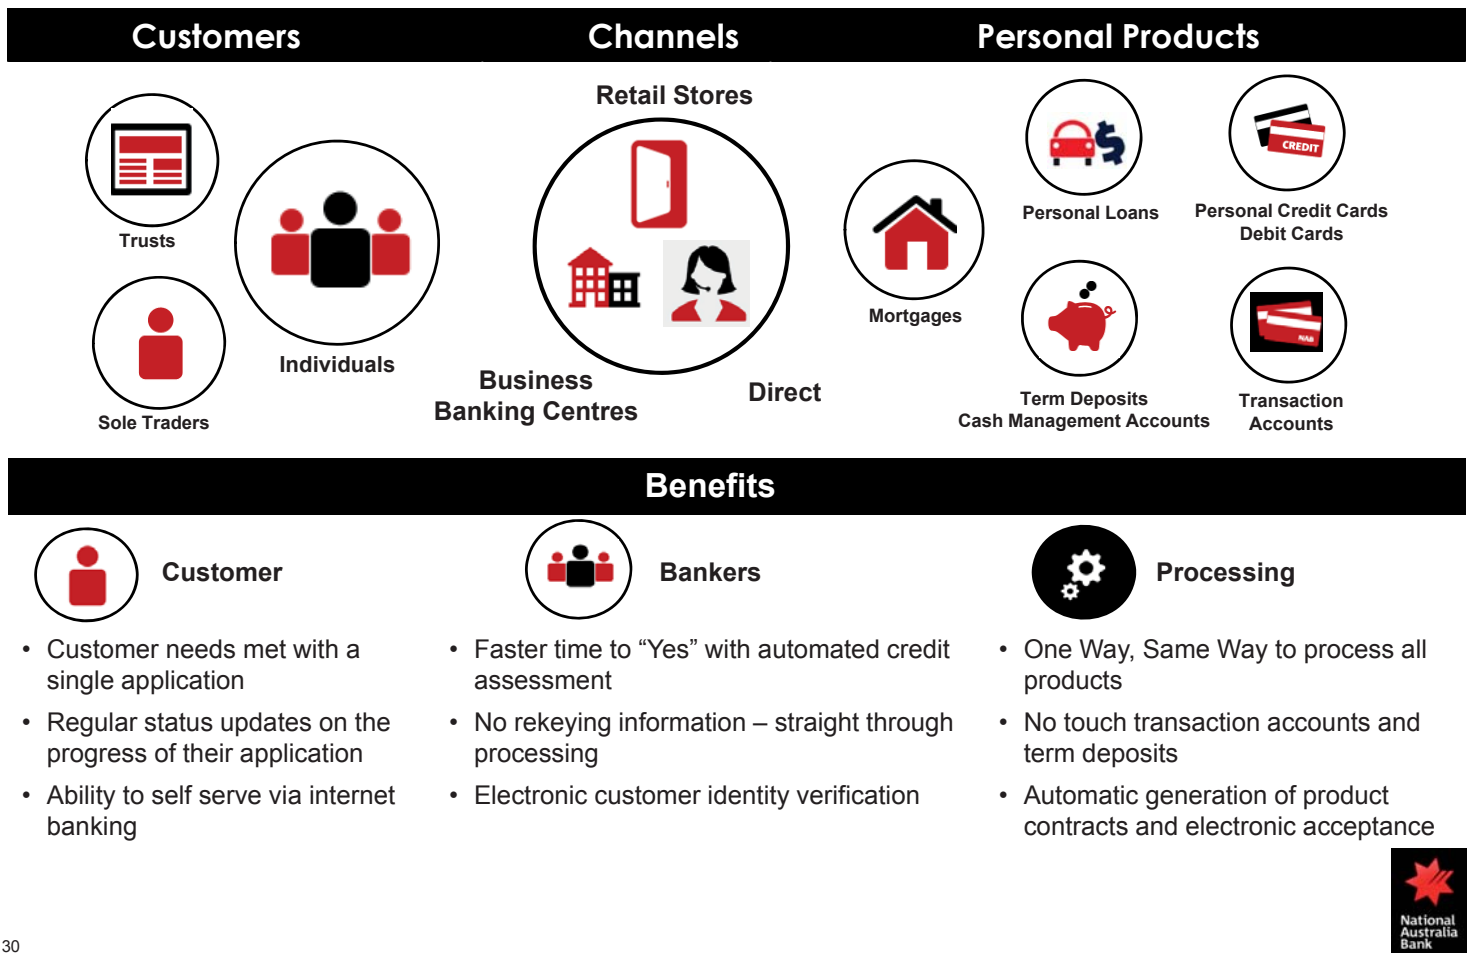 Customers
Channels
Personal Products
Trusts
Sole Traders
Individuals
Retail Stores
Business
Banking Centres
Direct
Mortgages
Personal Loans
CREDIT
Personal Credit Cards
Debit Cards
Term Deposits
Cash Management Accounts
NAB
Transaction
Accounts
Benefits
Customer
• Customer needs met with a
single application
• Regular status updates on the
progress of their application
• Ability to self serve via internet
banking
Bankers
• Faster time to “Yes” with automated credit
assessment
• No rekeying information – straight through
processing
• Electronic customer identity verification
Processing
• One Way, Same Way to process all
products
• No touch transaction accounts and
term deposits
• Automatic generation of product
contracts and electronic acceptance
National
Australia
Bank
30